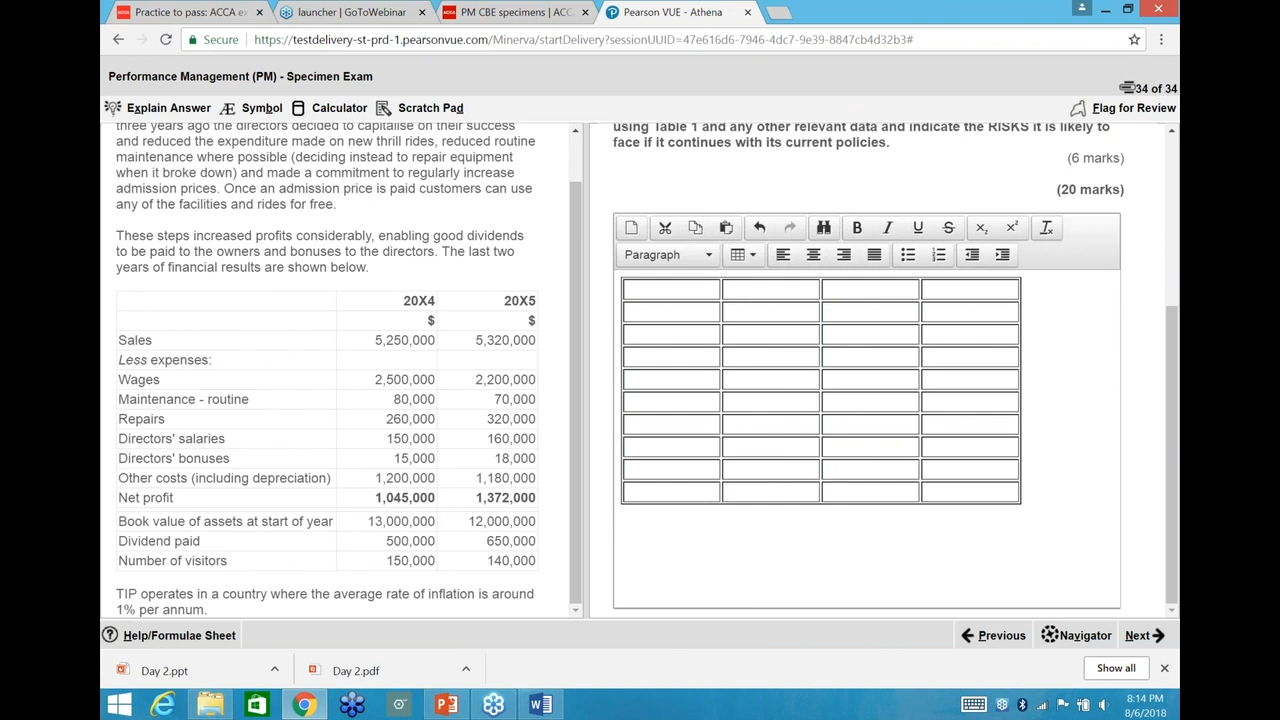 Practice to pass: ACCA ex
launcher | GoToWebinar
PM CBE specimens | ACC
Pearson VUE - Athena
Secure
https://testdelivery-st-prd-1.pearsonvue.com/Minerva/startDelivery?sessionUUID=47e616d6-7946-4dc7-9e39-8847cb4d32b3#
Performance Management (PM) - Specimen Exam
34 of 34
Explain Answer
Symbol
Calculator
Scratch Pad
Flag for Review
three years ago the directors decided to capitalise on their success
and reduced the expenditure made on new thrill rides, reduced routine
maintenance where possible (deciding instead to repair equipment
when it broke down) and made a commitment to regularly increase
admission prices. Once an admission price is paid customers can use
any of the facilities and rides for free.
These steps increased profits considerably, enabling good dividends
to be paid to the owners and bonuses to the directors. The last two
years of financial results are shown below.
20X4 20X5
$ $
Sales 5,250,000 5,320,000
Less expenses:
Wages 2,500,000 2,200,000
Maintenance - routine 80,000 70,000
Repairs 260,000 320,000
Directors' salaries 150,000 160,000
Directors' bonuses 15,000 18,000
Other costs (including depreciation) 1,200,000 1,180,000
Net profit 1,045,000 1,372,000
Book value of assets at start of year 13,000,000 12,000,000
Dividend paid 500,000 650,000
Number of visitors 150,000 140,000
TIP operates in a country where the average rate of inflation is around
1% per annum.
using Table 1 and any other relevant data and indicate the RISKS it is likely to
face if it continues with its current policies.
(6 marks)
(20 marks)
Paragraph
Help/Formulae Sheet
Previous
Navigator
Next
Day 2.ppt
Day 2.pdf
Show all
8:14 PM
8/6/2018